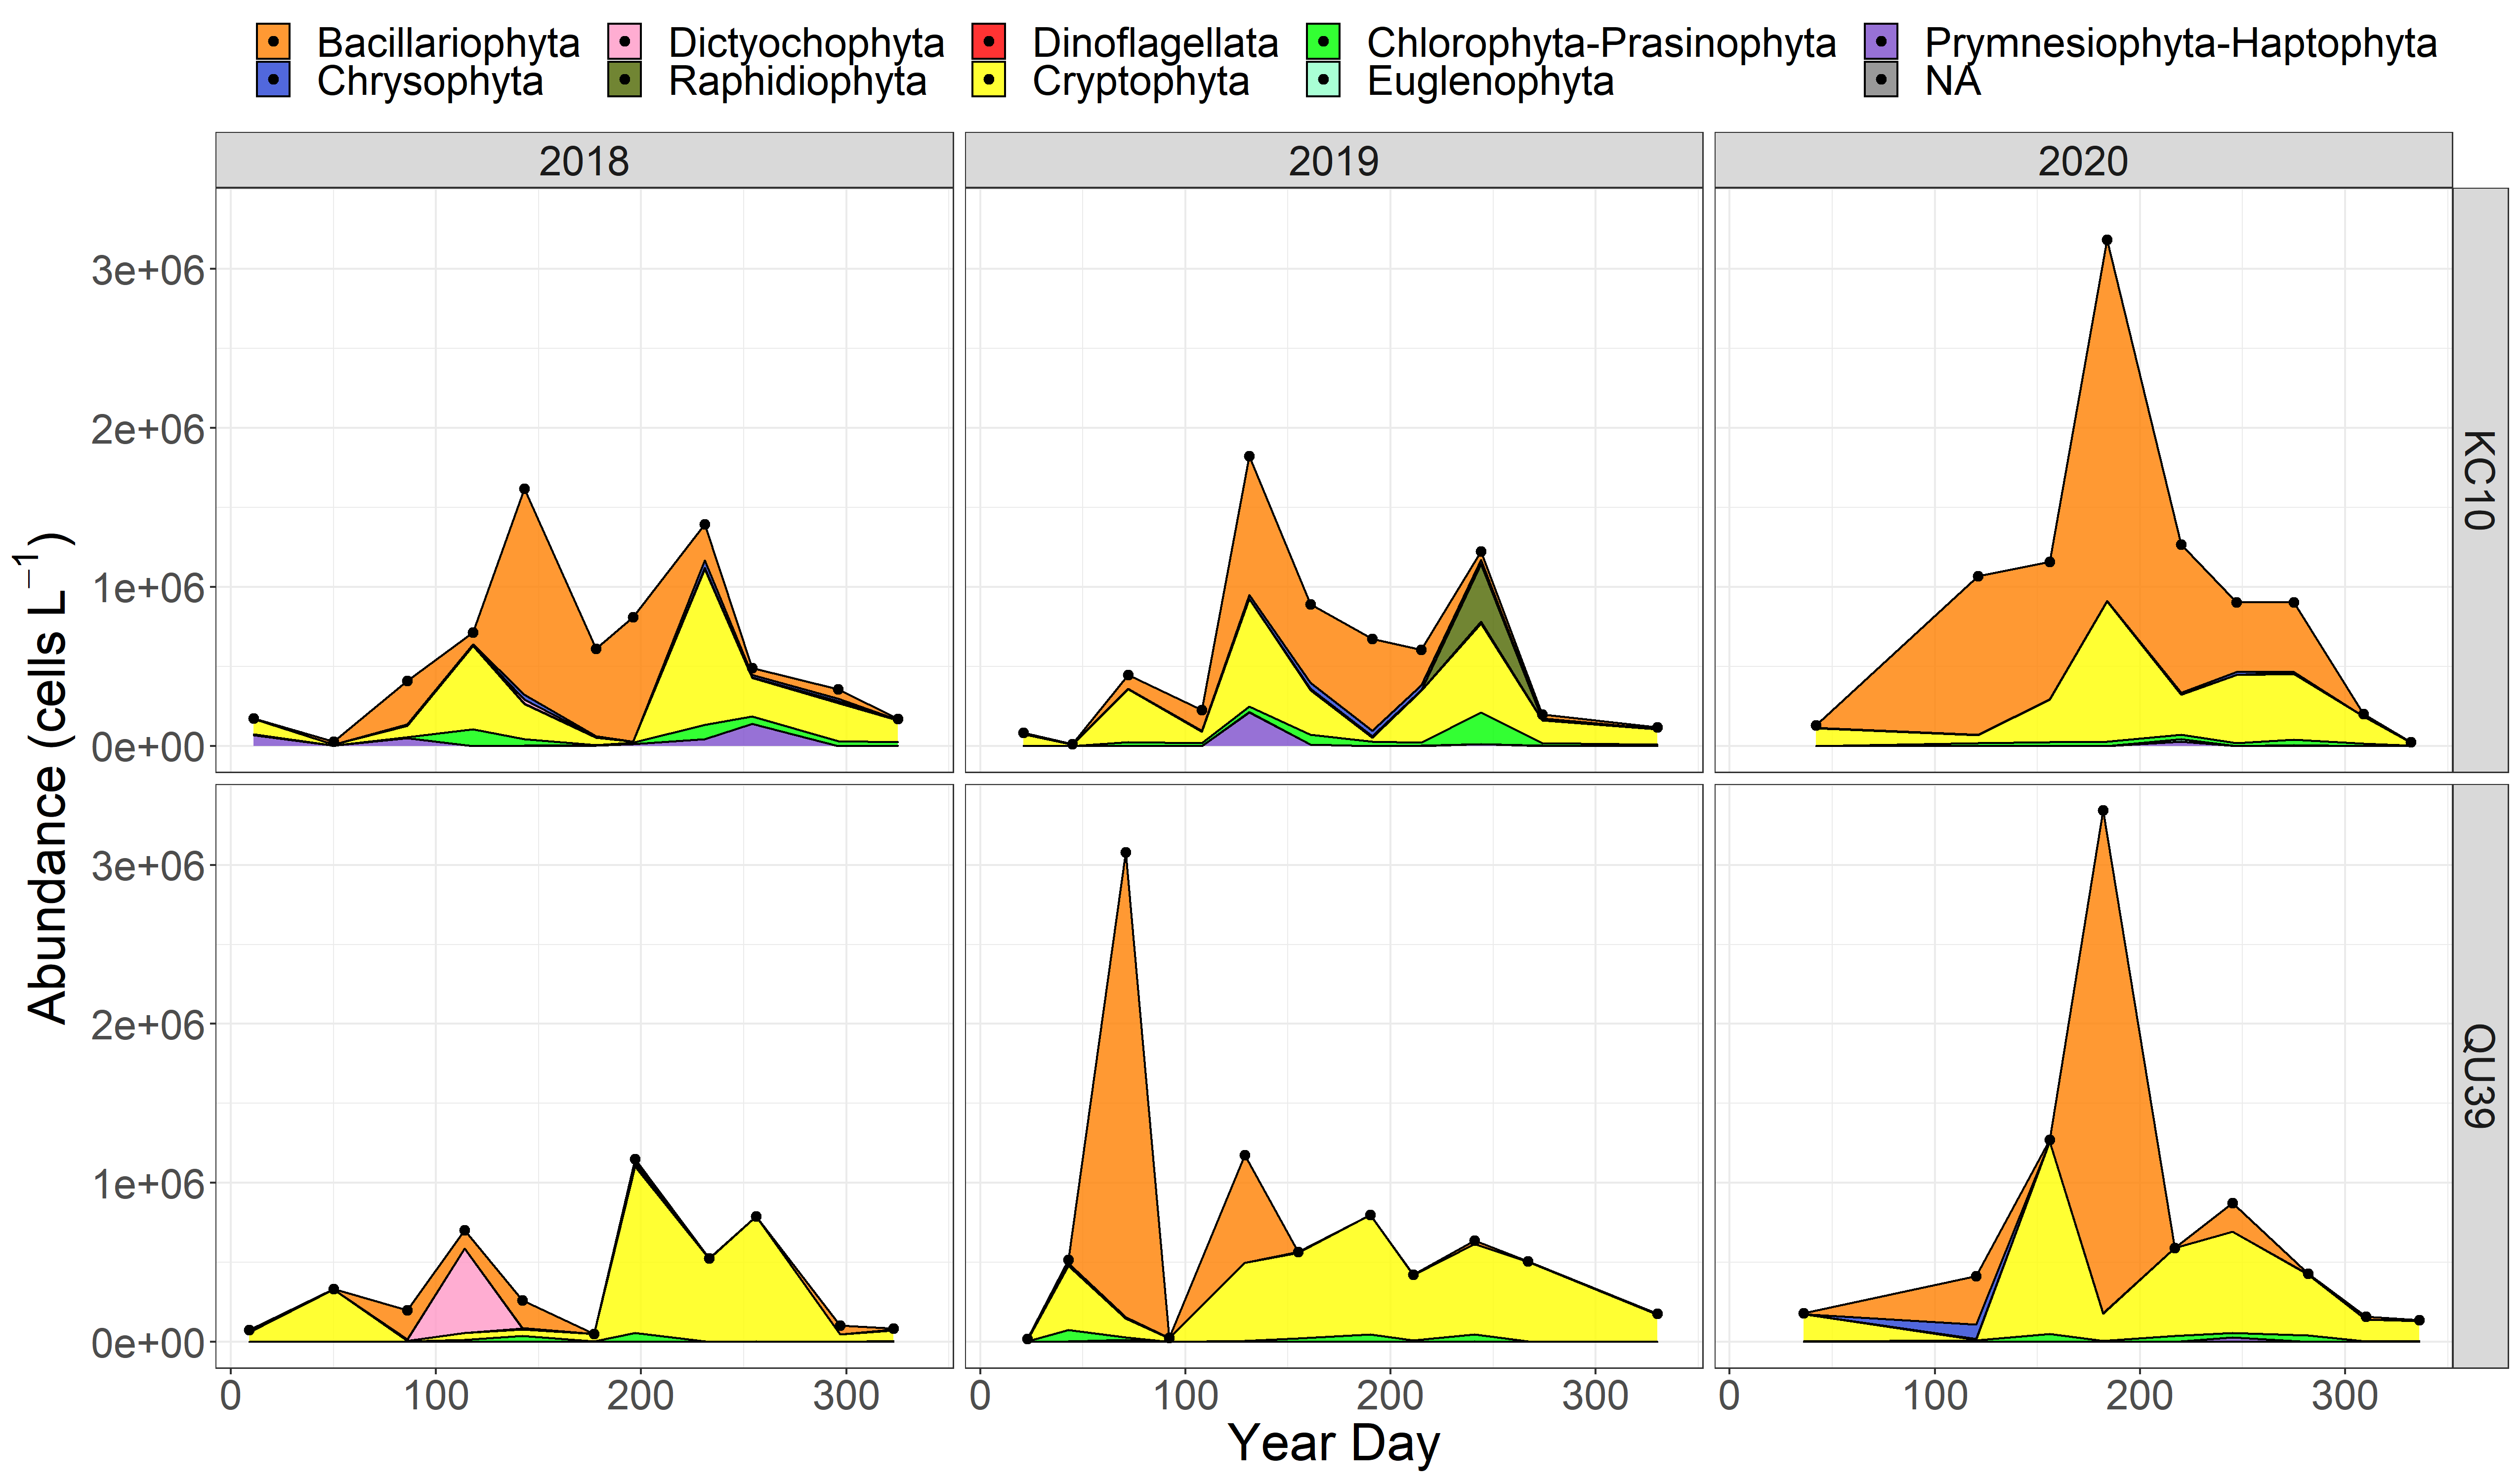 Bacillariophyta Dictyochophyta Dinoflagellata Chlorophyta-Prasinophyta Prymnesiophyta-Haptophyta
Chrysophyta Raphidiophyta Cryptophyta Euglenophyta NA
2018 2019 2020
KC10
3e+06
2e+06
1e+06
0e+00
Abundance (cells L⁻¹)
QU39
3e+06
2e+06
1e+06
0e+00
0 100 200 300 0 100 200 300 0 100 200 300
Year Day